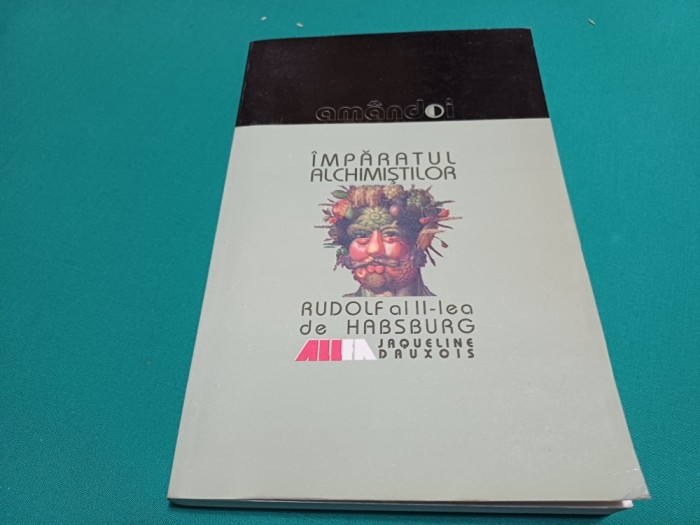 amândoi
ÎMPĂRATUL
ALCHIMIȘTILOR
RUDOLF al II-lea
de HABSBURG
ALLFA
JAQUELINE
DAUXOIS